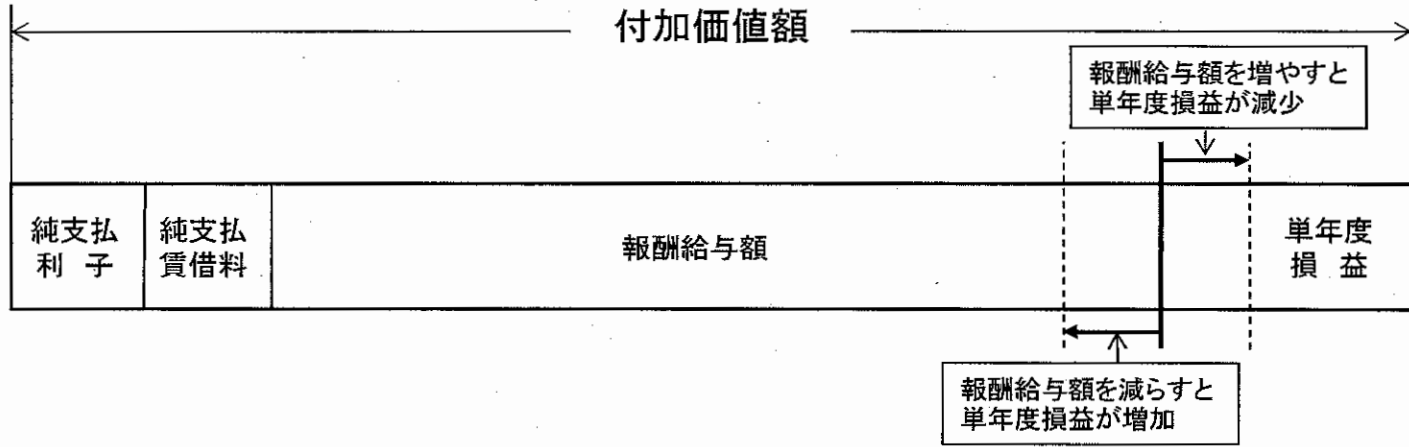 付加価値額
報酬給与額を増やすと
単年度損益が減少
純支払
利 子
純支払
賃借料
報酬給与額
単年度
損 益
報酬給与額を減らすと
単年度損益が増加